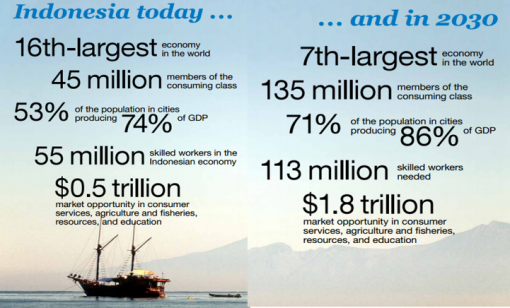 Indonesia today ...
16th-largest economy
in the world
45 million members of the
consuming class
53% of the population in cities
producing 74% of GDP
55 million skilled workers in the
Indonesian economy
$0.5 trillion
market opportunity in consumer
services, agriculture and fisheries,
resources, and education
... and in 2030
7th-largest economy
in the world
135 million members of the
consuming class
71% of the population in cities
producing 86% of GDP
113 million skilled workers
needed
$1.8 trillion
market opportunity in consumer
services, agriculture and fisheries,
resources, and education